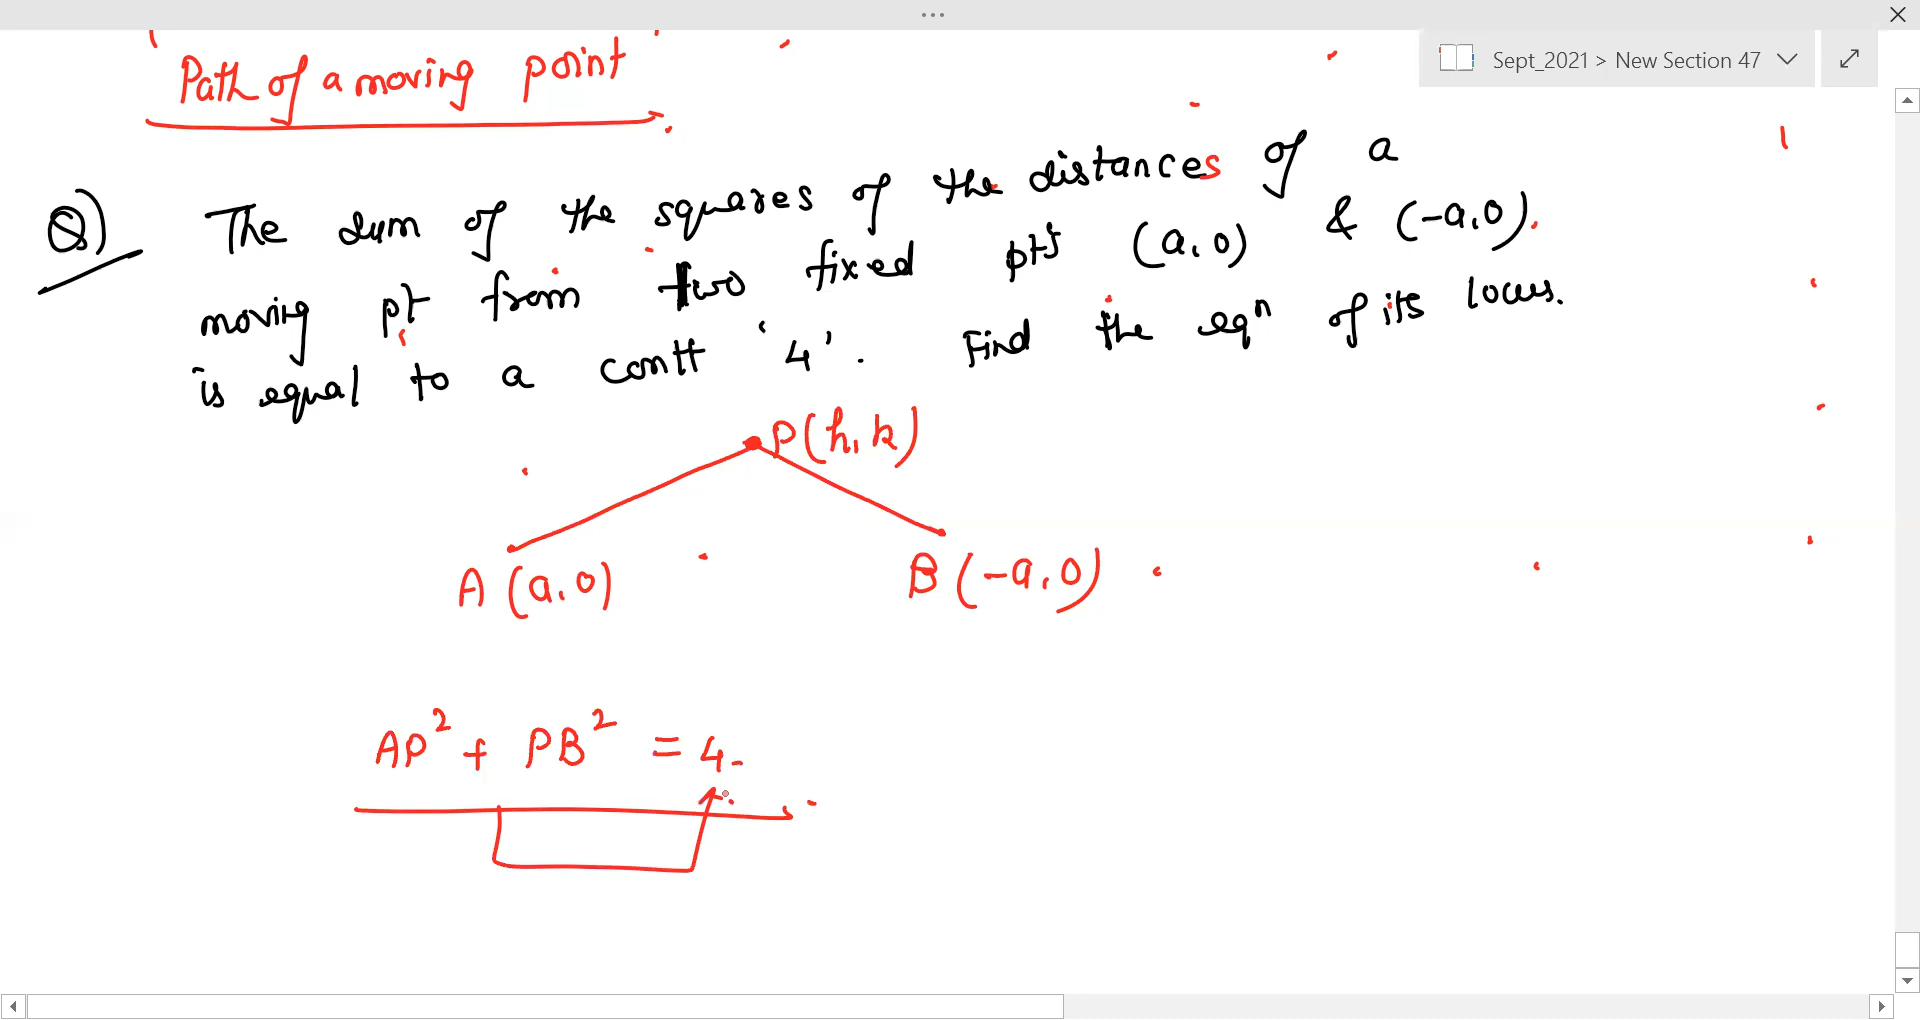 Sept_2021 > New Section 47
Path of a moving point
Q) The sum of the squares of the distances of a
moving pt from two fixed pts (a,0) & (-a,0).
is equal to a contt '4'. Find the eqn of its locus.
P(h,k)
A (a,0) B (-a,0)
AP² + PB² = 4